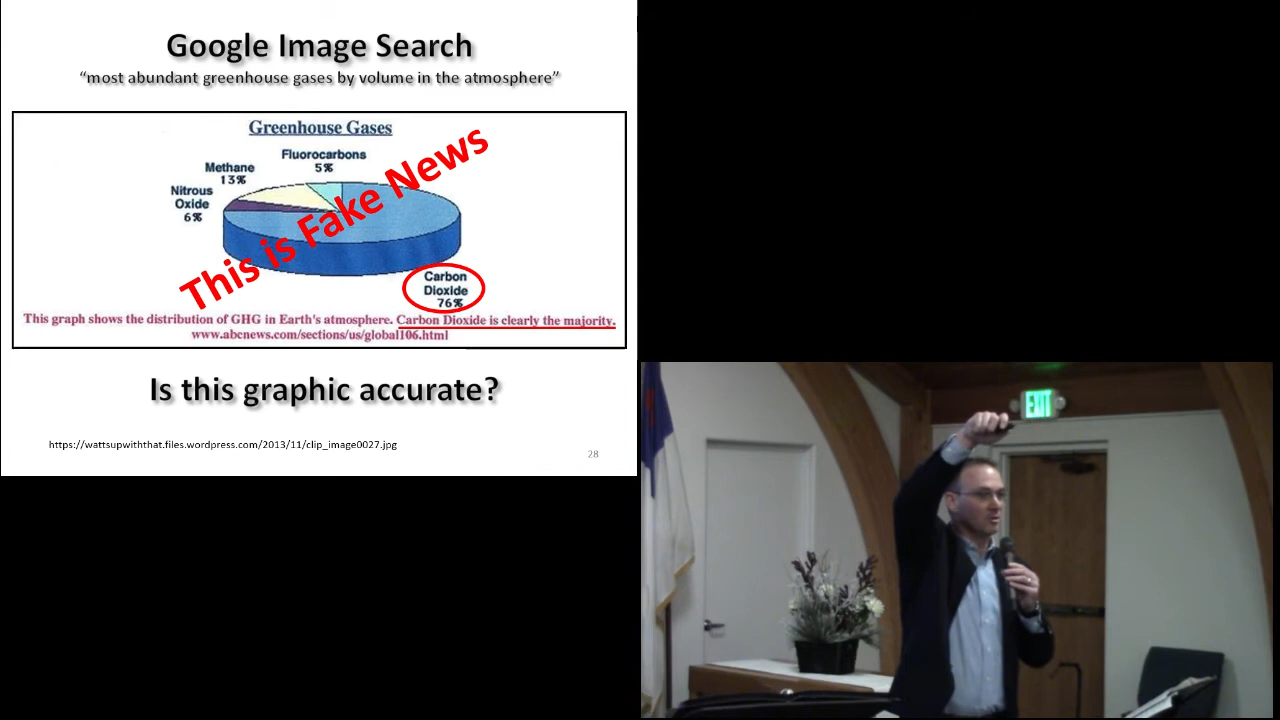 Google Image Search
“most abundant greenhouse gases by volume in the atmosphere”
Greenhouse Gases
Fluorocarbons
5%
Methane
13%
Nitrous
Oxide
6%
This is Fake News
Carbon
Dioxide
76%
This graph shows the distribution of GHG in Earth's atmosphere. Carbon Dioxide is clearly the majority.
www.abcnews.com/sections/us/global106.html
Is this graphic accurate?
https://wattsupwiththat.files.wordpress.com/2013/11/clip_image0027.jpg
28
EXIT